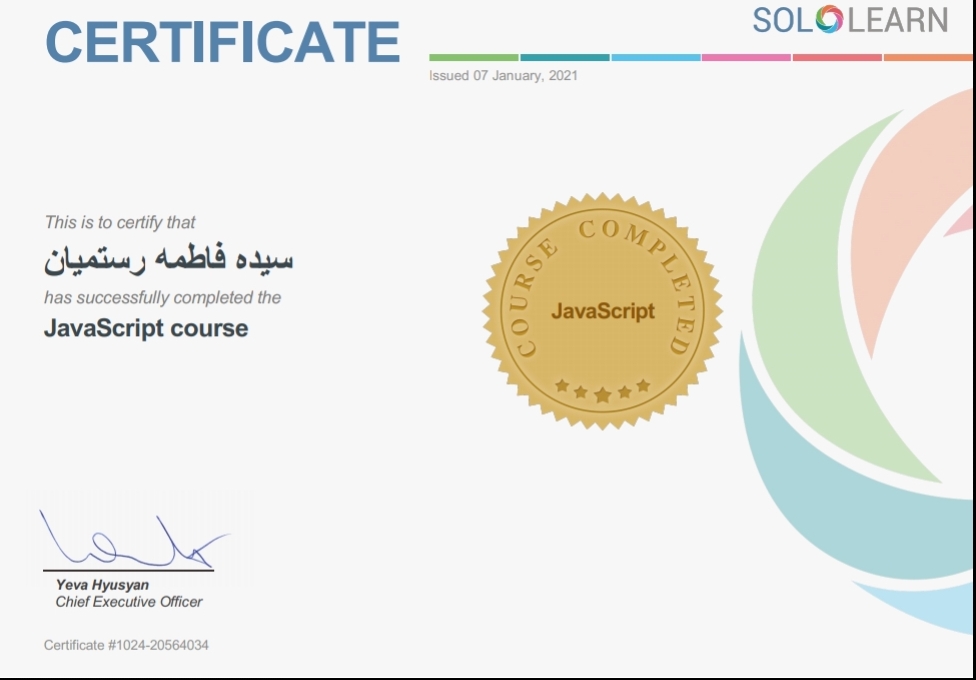 CERTIFICATE
SOLOLEARN
Issued 07 January, 2021
This is to certify that
سیده فاطمه رستمیان
has successfully completed the
JavaScript course
COURSE COMPLETED
JavaScript
Yeva Hyusyan
Chief Executive Officer
Certificate #1024-20564034